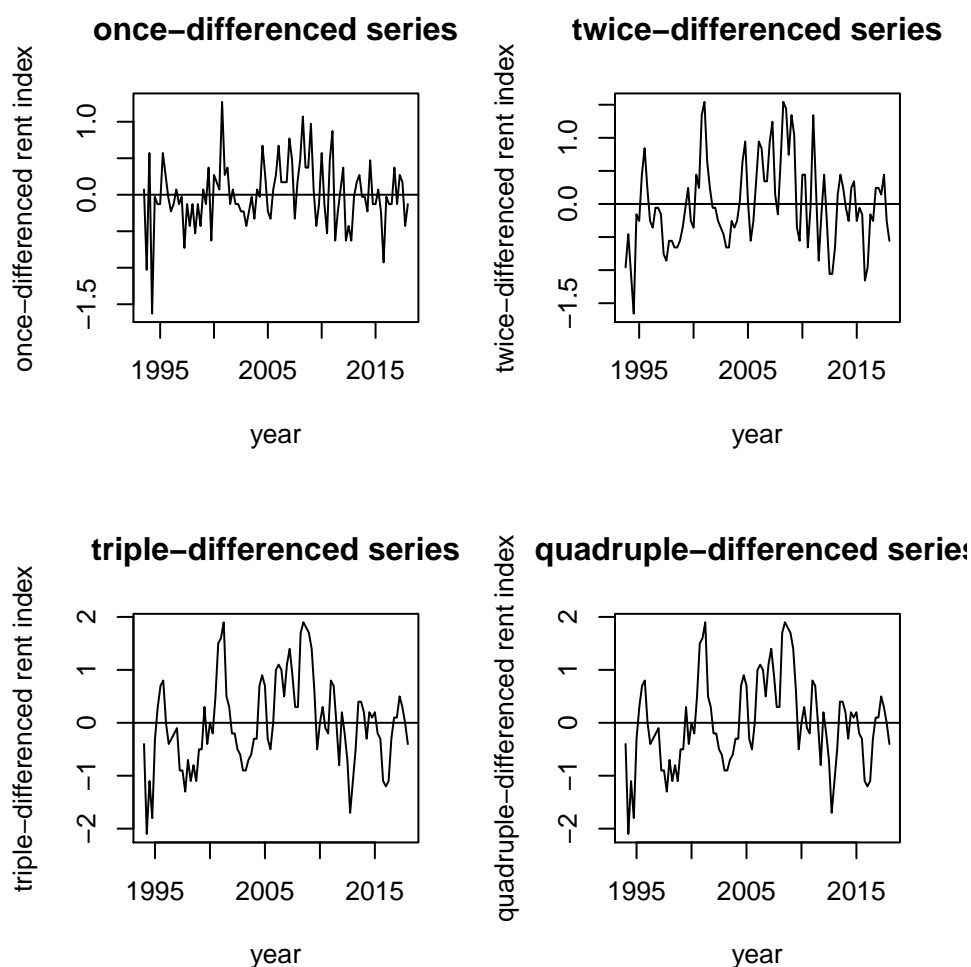 once−differenced series
once−differenced rent index
1.0
0.0
−1.5
1995
2005
2015
year
twice−differenced series
twice−differenced rent index
1.0
0.0
−1.5
1995
2005
2015
year
triple−differenced series
triple−differenced rent index
2
1
0
−1
−2
1995
2005
2015
year
quadruple−differenced series
quadruple−differenced rent index
2
1
0
−1
−2
1995
2005
2015
year